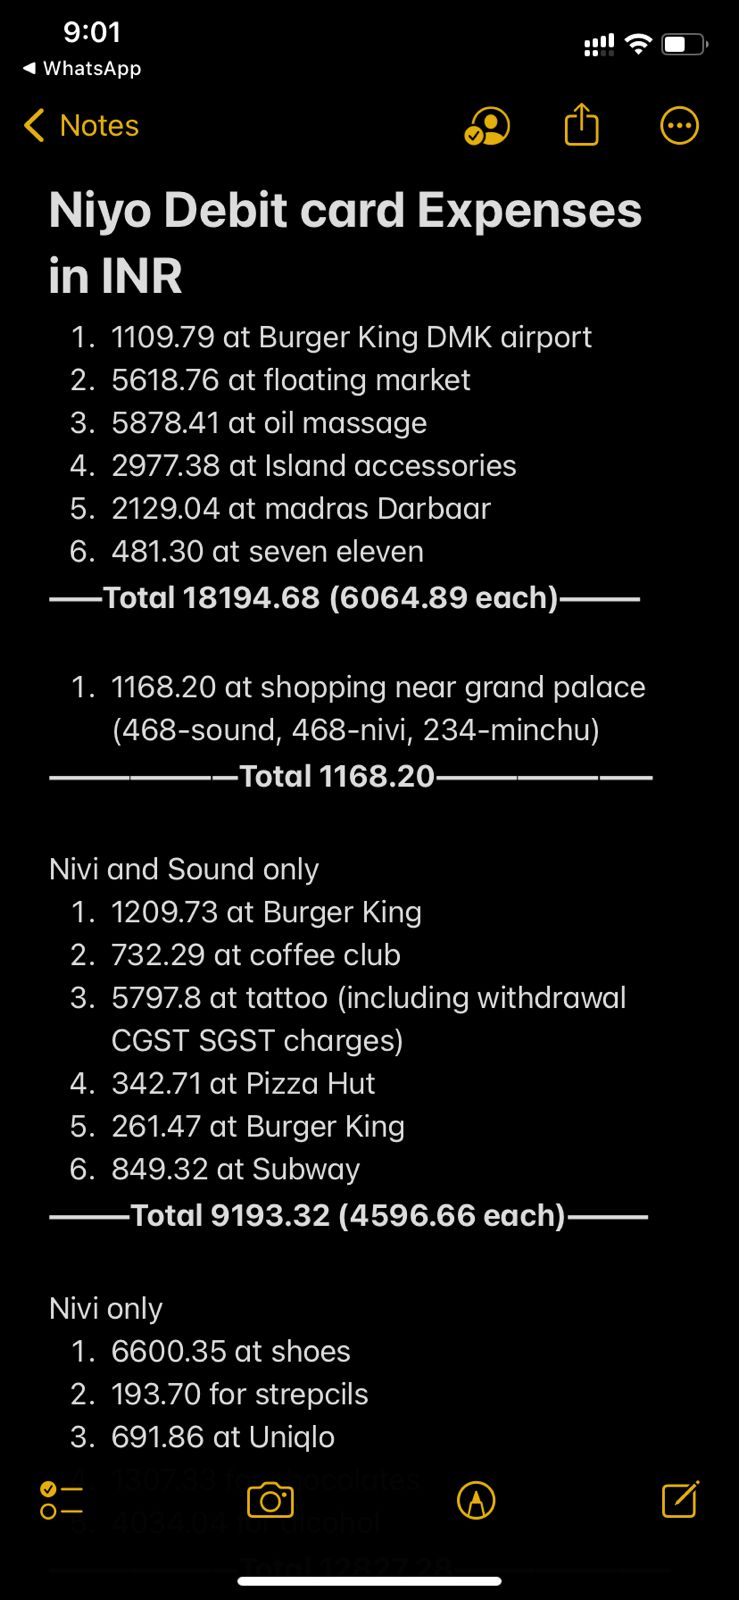 9:01
◀ WhatsApp
Notes
Niyo Debit card Expenses
in INR
1. 1109.79 at Burger King DMK airport
2. 5618.76 at floating market
3. 5878.41 at oil massage
4. 2977.38 at Island accessories
5. 2129.04 at madras Darbaar
6. 481.30 at seven eleven
——Total 18194.68 (6064.89 each)———
1. 1168.20 at shopping near grand palace
(468-sound, 468-nivi, 234-minchu)
———————Total 1168.20————————
Nivi and Sound only
1. 1209.73 at Burger King
2. 732.29 at coffee club
3. 5797.8 at tattoo (including withdrawal
CGST SGST charges)
4. 342.71 at Pizza Hut
5. 261.47 at Burger King
6. 849.32 at Subway
———Total 9193.32 (4596.66 each)———
Nivi only
1. 6600.35 at shoes
2. 193.70 for strepcils
3. 691.86 at Uniqlo
4. 1307.33 for chocolates
5. 4034.04 for alcohol
Total 12827.28